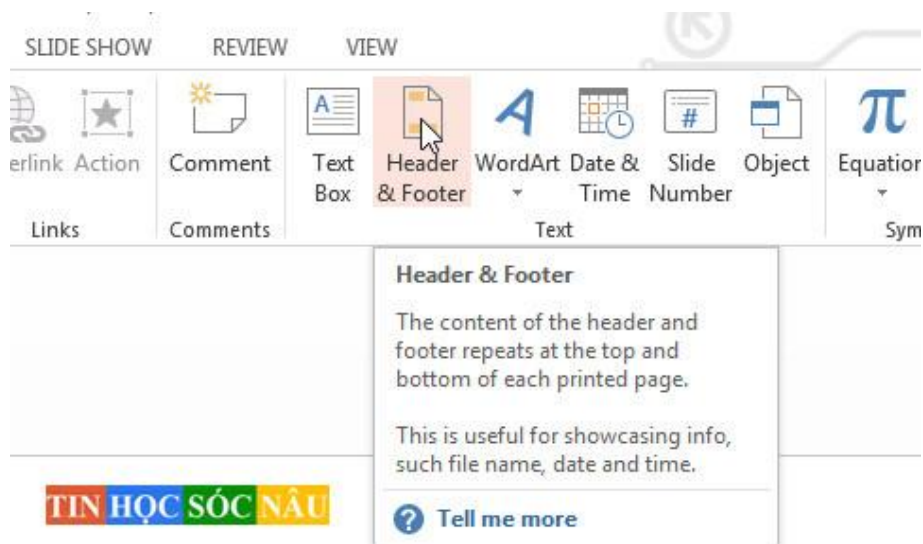 SLIDE SHOW REVIEW VIEW
erlink Action Comment Text Box Header & Footer WordArt Date & Time Slide Number Object Equation
Links Comments Text Sym
Header & Footer
The content of the header and
footer repeats at the top and
bottom of each printed page.
This is useful for showcasing info,
such file name, date and time.
Tell me more
TIN HỌC SÓC NÂU